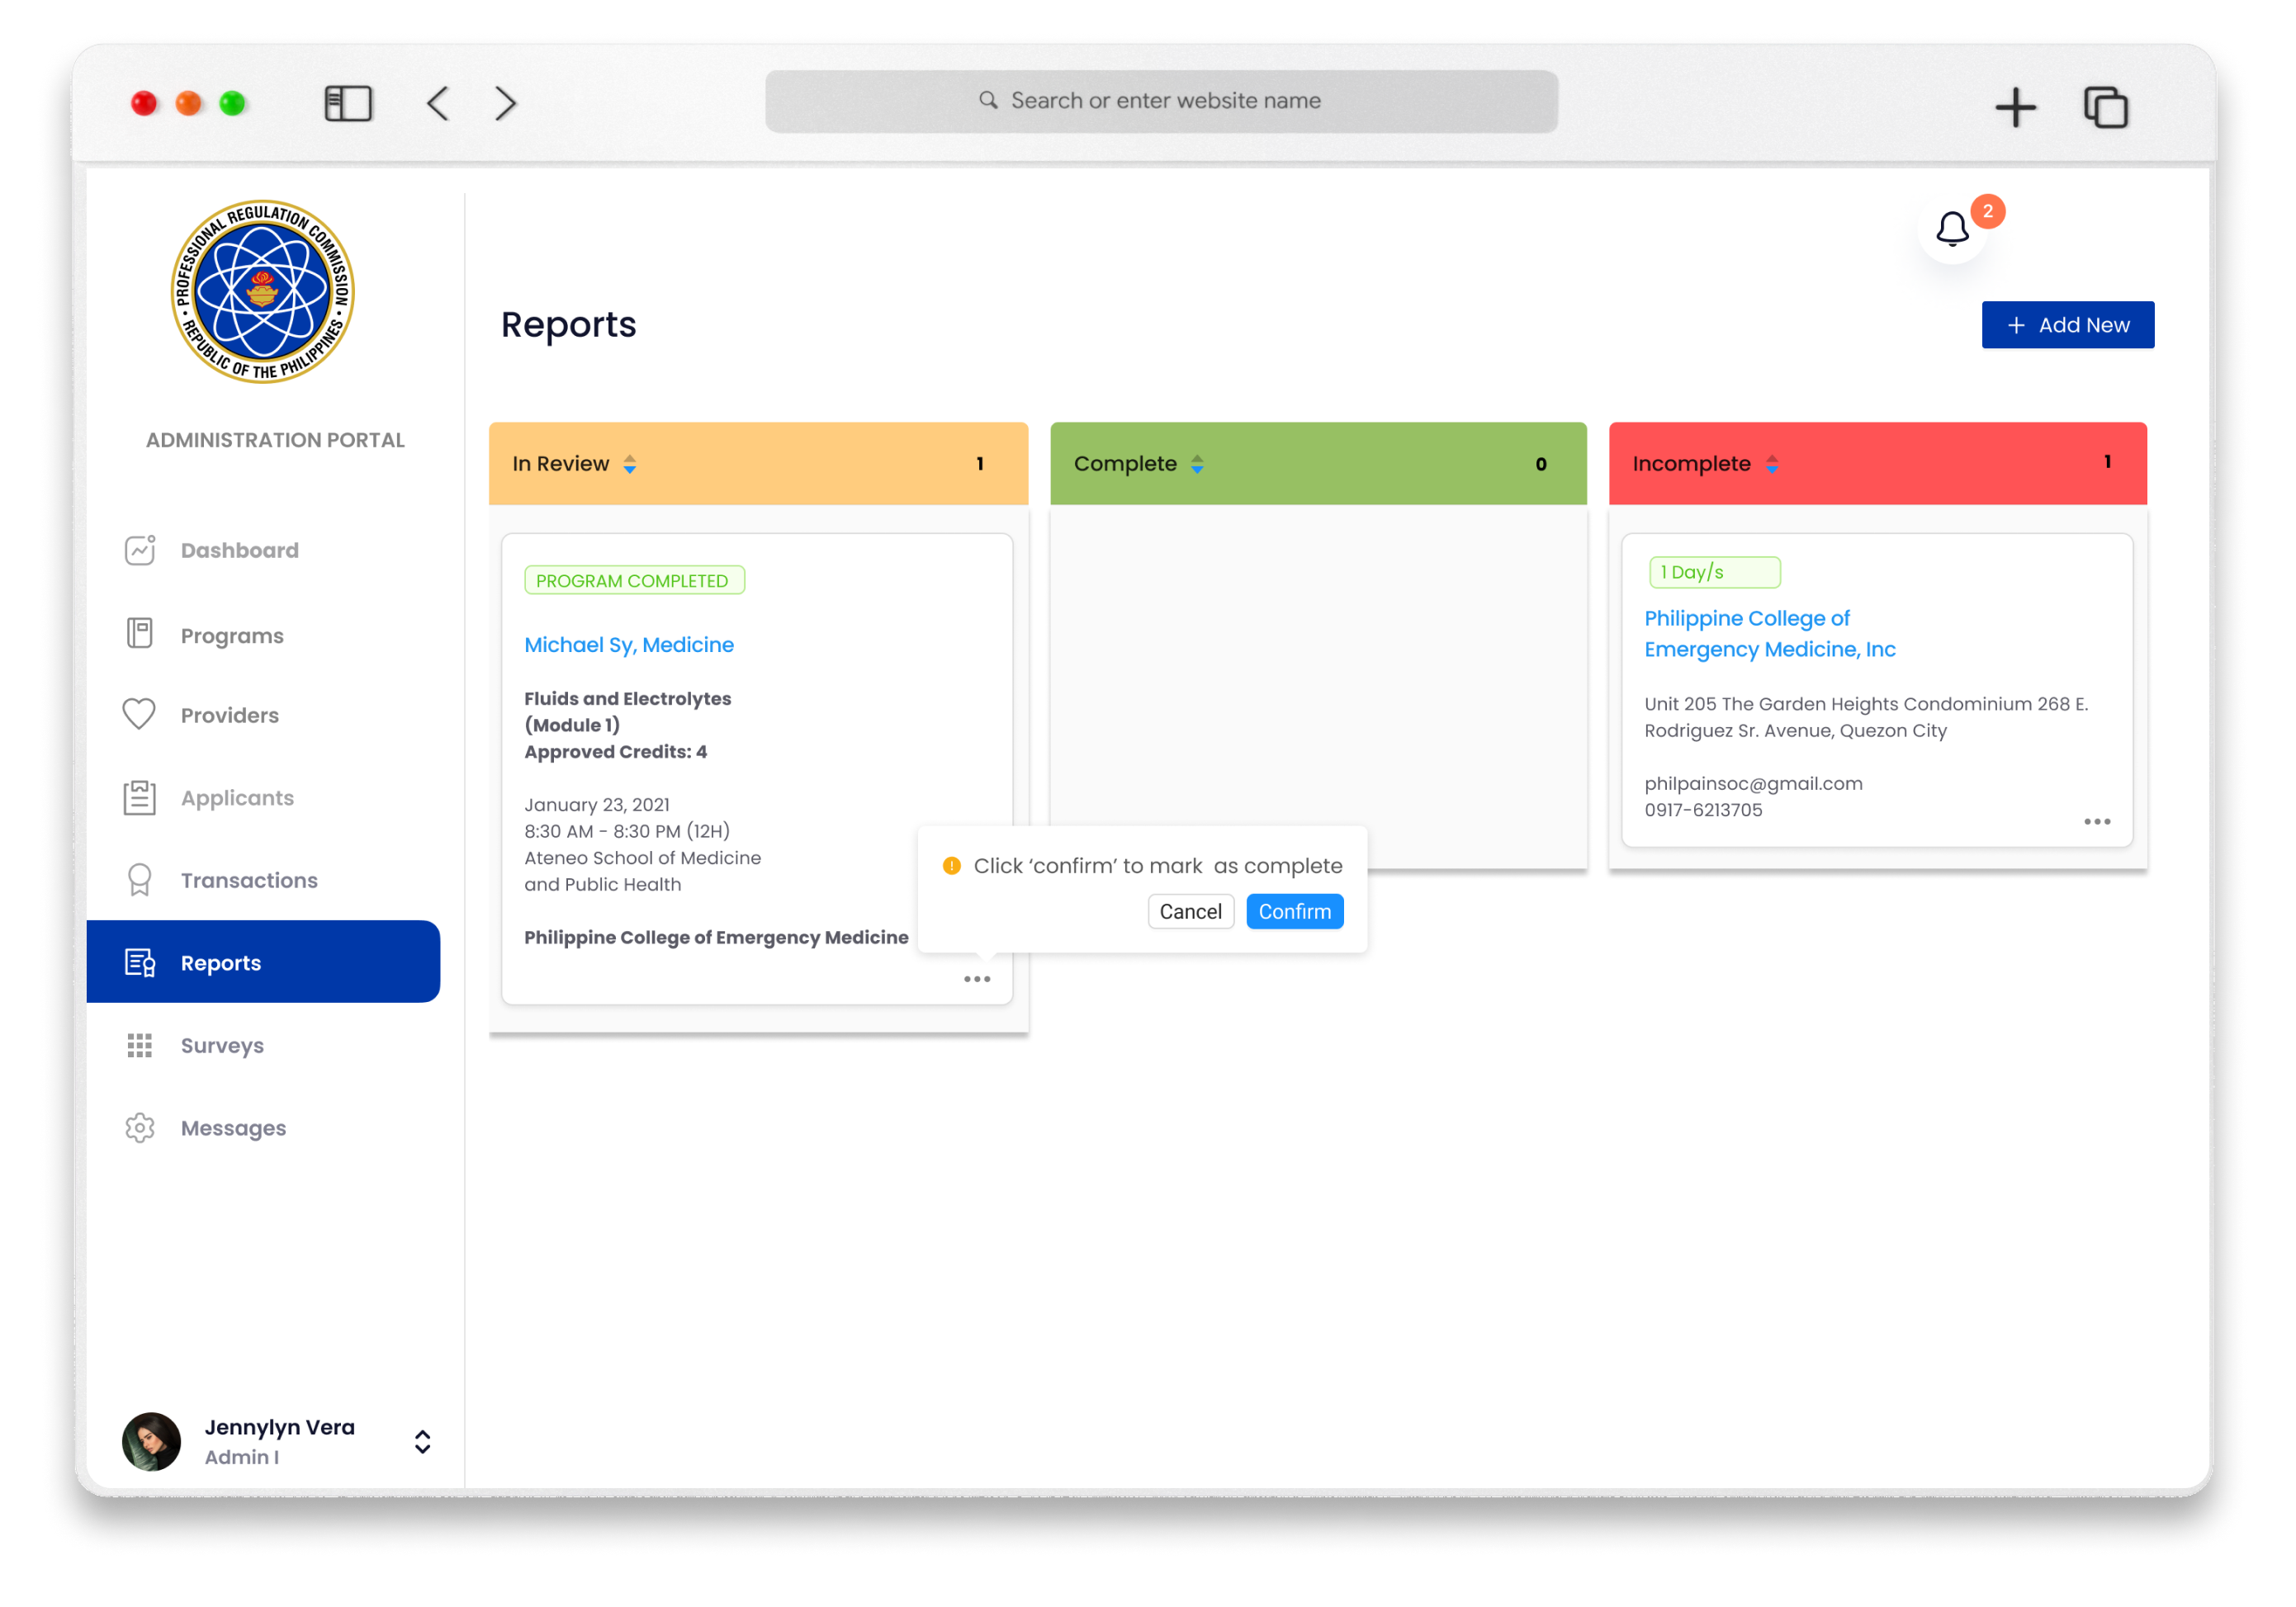 Search or enter website name
PROFESSIONAL REGULATION COMMISSION
• REPUBLIC OF THE PHILIPPINES •
ADMINISTRATION PORTAL
Dashboard
Programs
Providers
Applicants
Transactions
Reports
Surveys
Messages
Jennylyn Vera
Admin I
2
Reports
+ Add New
In Review 1
PROGRAM COMPLETED
Michael Sy, Medicine
Fluids and Electrolytes
(Module 1)
Approved Credits: 4
January 23, 2021
8:30 AM - 8:30 PM (12H)
Ateneo School of Medicine
and Public Health
Philippine College of Emergency Medicine
Click ‘confirm’ to mark  as complete
Cancel Confirm
Complete 0
Incomplete 1
1 Day/s
Philippine College of
Emergency Medicine, Inc
Unit 205 The Garden Heights Condominium 268 E.
Rodriguez Sr. Avenue, Quezon City
philpainsoc@gmail.com
0917-6213705